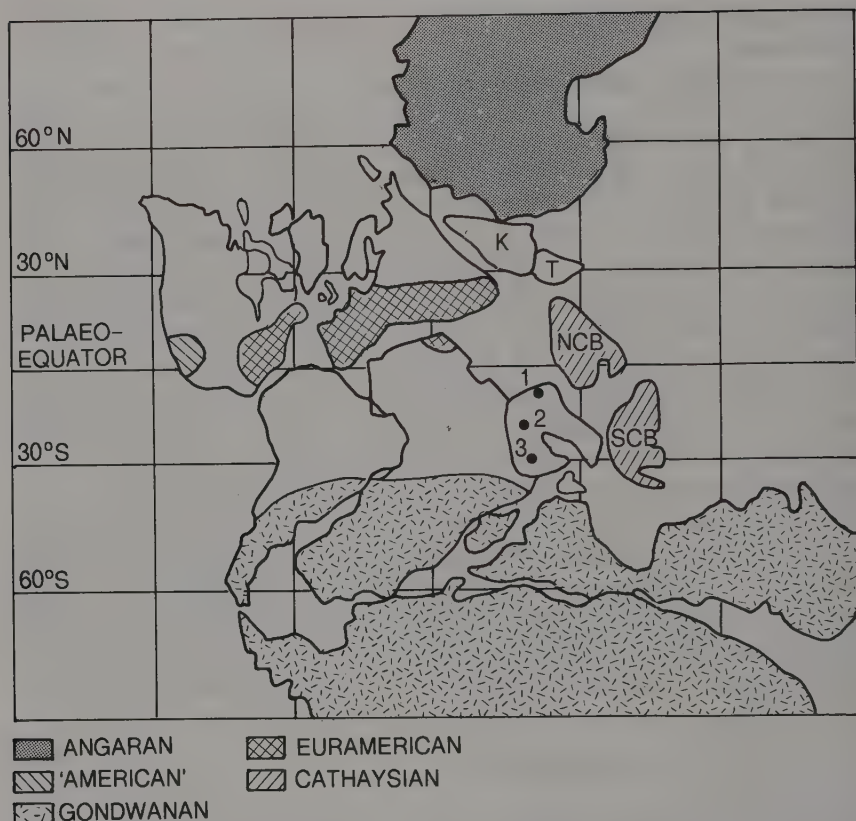 60°N
K
30°N
T
PALAEO-
EQUATOR
NCB
1
2
SCB
30°S
3
60°S
ANGARAN
EURAMERICAN
'AMERICAN'
CATHAYSIAN
GONDWANAN